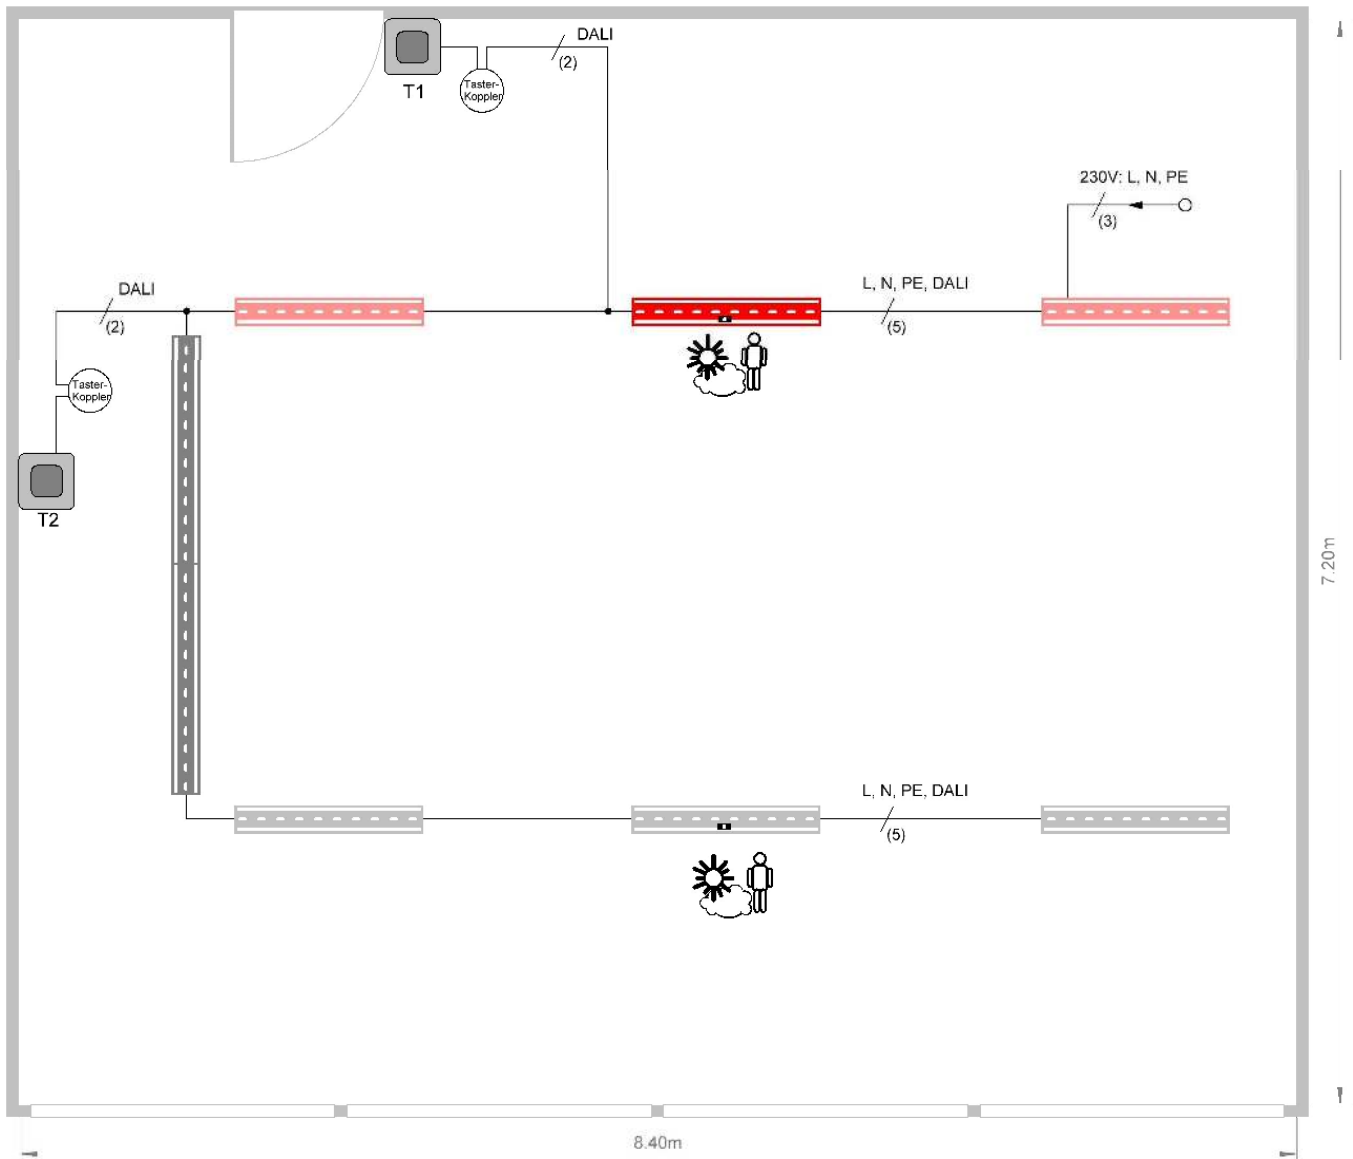 DALI
(2)
Taster-
Koppler
T1
230V: L, N, PE
(3)
DALI
(2)
L, N, PE, DALI
(5)
Taster-
Koppler
T2
7.20m
L, N, PE, DALI
(5)
8.40m